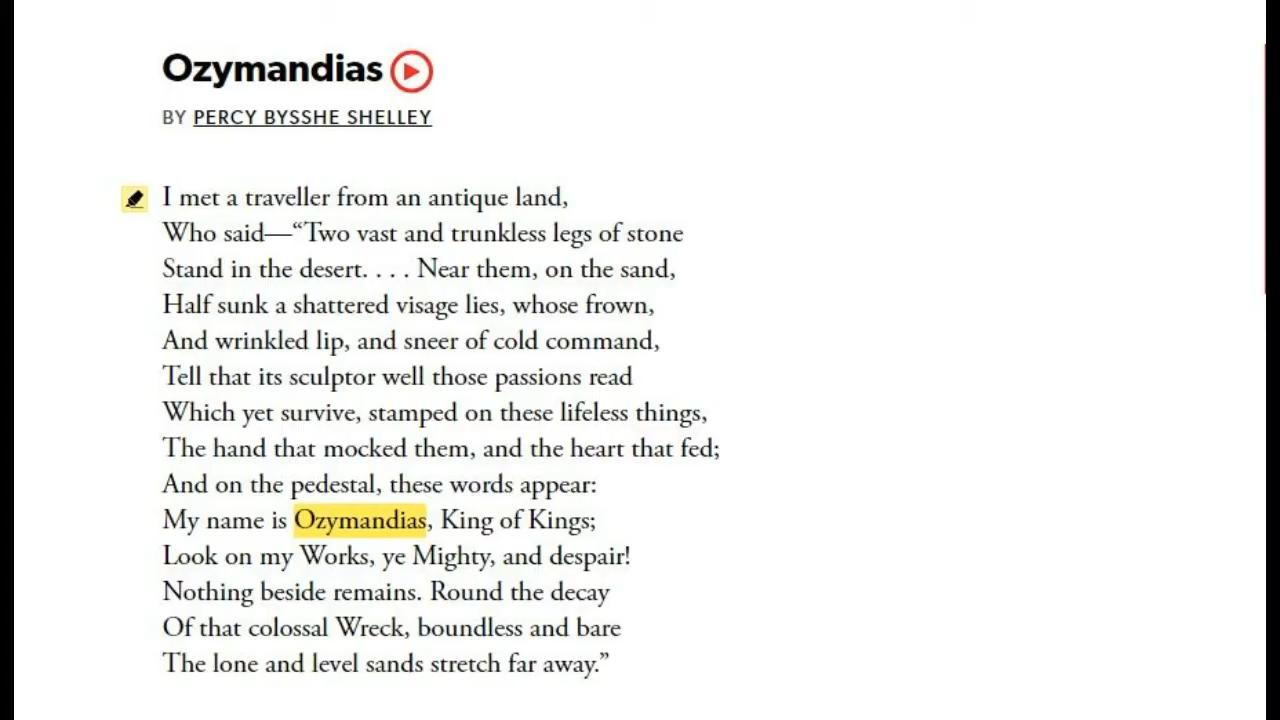 Ozymandias
BY PERCY BYSSHE SHELLEY
I met a traveller from an antique land,
Who said—“Two vast and trunkless legs of stone
Stand in the desert. . . . Near them, on the sand,
Half sunk a shattered visage lies, whose frown,
And wrinkled lip, and sneer of cold command,
Tell that its sculptor well those passions read
Which yet survive, stamped on these lifeless things,
The hand that mocked them, and the heart that fed;
And on the pedestal, these words appear:
My name is Ozymandias, King of Kings;
Look on my Works, ye Mighty, and despair!
Nothing beside remains. Round the decay
Of that colossal Wreck, boundless and bare
The lone and level sands stretch far away.”